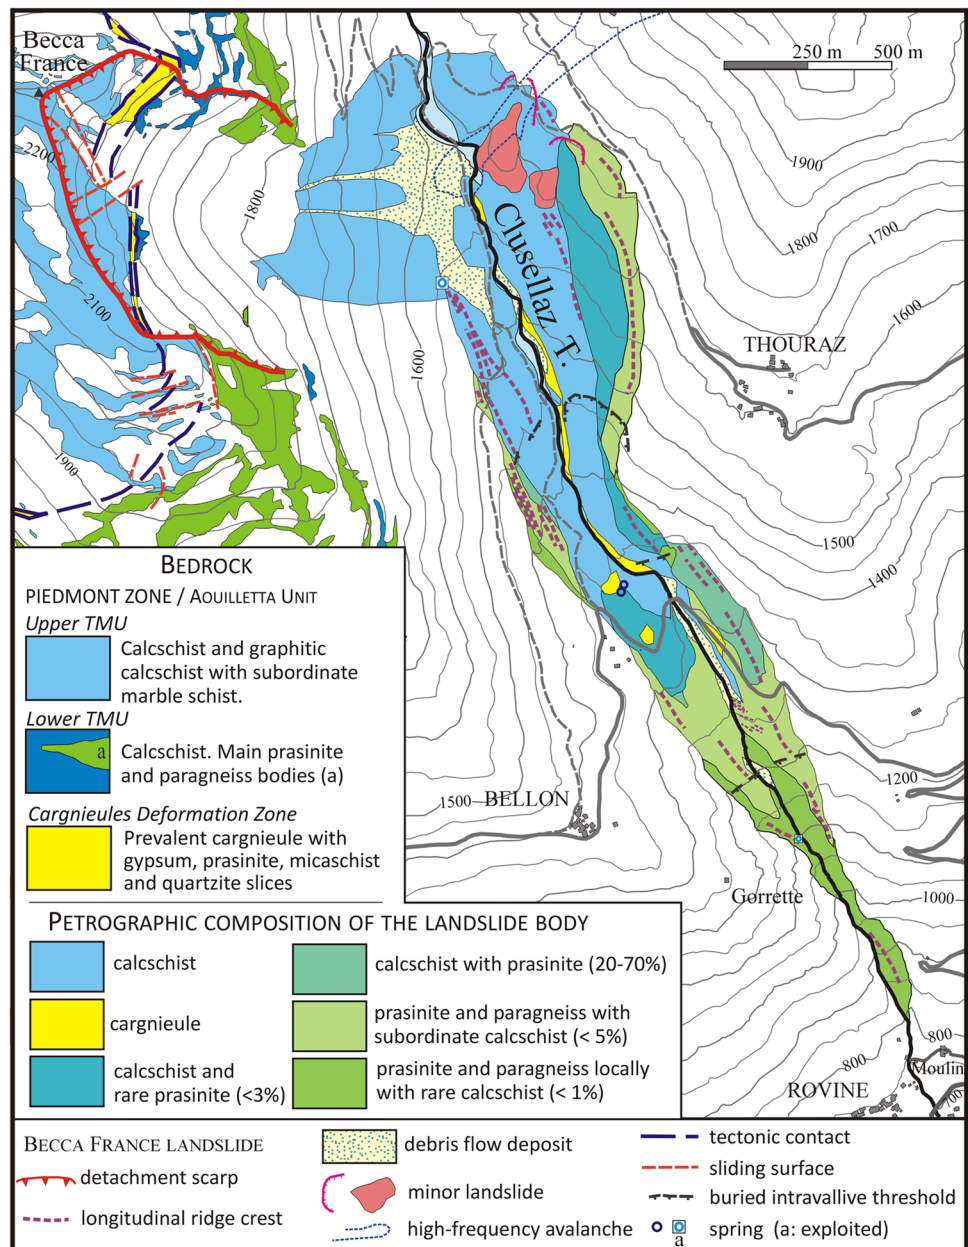 Becca
France
250 m 500 m
2200
1800
1900
1800
1700
2100
1600
1600
Clusellaz T.
THOURAZ
1900
1500
1400
BEDROCK
PIEDMONT ZONE / AOUILLETTA UNIT
Upper TMU
Calcschist and graphitic
calcschist with subordinate
marble schist.
Lower TMU
a
Calcschist. Main prasinite
and paragneiss bodies (a)
Cargnieules Deformation Zone
Prevalent cargnieule with
gypsum, prasinite, micaschist
and quartzite slices
1500
BELLON
1200
Gorrette
1000
PETROGRAPHIC COMPOSITION OF THE LANDSLIDE BODY
calcschist
cargnieule
calcschist and
rare prasinite (<3%)
calcschist with prasinite (20-70%)
prasinite and paragneiss with
subordinate calcschist (< 5%)
prasinite and paragneiss locally
with rare calcschist (< 1%)
800
800
Moulin
ROVINE
700
BECCA FRANCE LANDSLIDE
detachment scarp
longitudinal ridge crest
debris flow deposit
minor landslide
high-frequency avalanche
tectonic contact
sliding surface
buried intravallive threshold
spring (a: exploited)
a